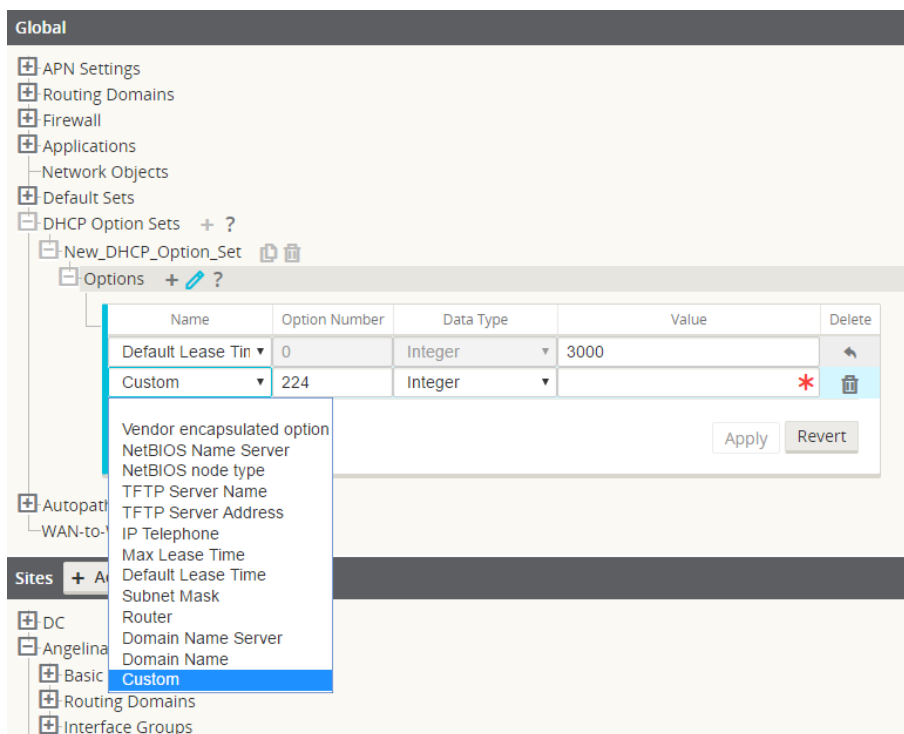 Global
APN Settings
Routing Domains
Firewall
Applications
Network Objects
Default Sets
DHCP Option Sets + ?
New_DHCP_Option_Set
Options + ?
Name Option Number Data Type Value Delete
Default Lease Tin 0 Integer 3000
Custom 224 Integer *
Vendor encapsulated option
NetBIOS Name Server
NetBIOS node type
TFTP Server Name
TFTP Server Address
IP Telephone
Max Lease Time
Default Lease Time
Subnet Mask
Router
Domain Name Server
Domain Name
Custom
Apply Revert
Autopath
WAN-to-
Sites + A
DC
Angelina
Basic
Routing Domains
Interface Groups